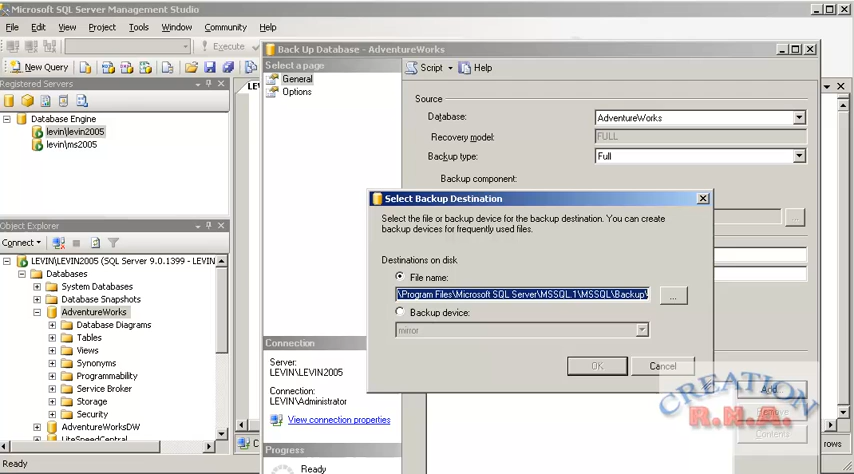 Microsoft SQL Server Management Studio
File Edit View Project Tools Window Community Help
Execute
New Query
Registered Servers
Database Engine
levin\levin2005
levin\ms2005
Object Explorer
Connect
LEVIN\LEVIN2005 (SQL Server 9.0.1399 - LEVIN
Databases
System Databases
Database Snapshots
AdventureWorks
Database Diagrams
Tables
Views
Synonyms
Programmability
Service Broker
Storage
Security
AdventureWorksDW
LiteSpeedCentral
Ready
Back Up Database - AdventureWorks
Select a page
General
Options
Script Help
Source
Database: AdventureWorks
Recovery model: FULL
Backup type: Full
Backup component:
Select Backup Destination
Select the file or backup device for the backup destination. You can create
backup devices for frequently used files.
Destinations on disk
File name:
\Program Files\Microsoft SQL Server\MSSQL.1\MSSQL\Backup\
...
Backup device:
mirror
OK Cancel
Connection
Server:
LEVIN\LEVIN2005
Connection:
LEVIN\Administrator
View connection properties
Progress
Ready
Add...
Remove
Contents
CREATION
R.N.A.
rows